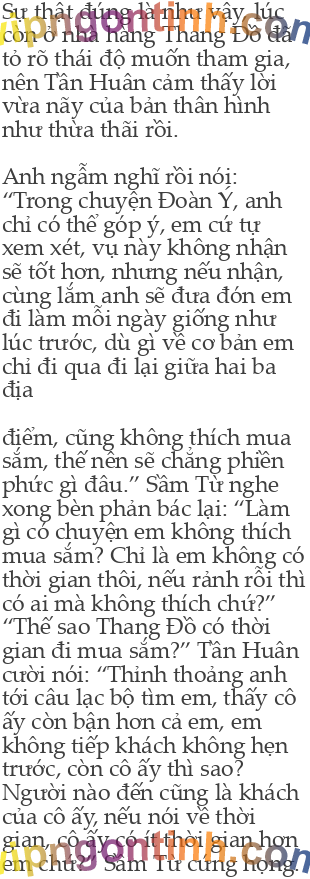 Sự thật đúng là như vậy, lúc
còn ở nhà hàng Thang Đồ đã
tỏ rõ thái độ muốn tham gia,
nên Tần Huân cảm thấy lời
vừa nãy của bản thân hình
như thừa thãi rồi.
Anh ngẫm nghĩ rồi nói:
“Trong chuyện Đoàn Ý, anh
chỉ có thể góp ý, em cứ tự
xem xét, vụ này không nhận
sẽ tốt hơn, nhưng nếu nhận,
cùng lắm anh sẽ đưa đón em
đi làm mỗi ngày giống như
lúc trước, dù gì về cơ bản em
chỉ đi qua đi lại giữa hai ba
địa
điểm, cũng không thích mua
sắm, thế nên sẽ chẳng phiền
phức gì đâu.” Sầm Từ nghe
xong bèn phản bác lại: “Làm
gì có chuyện em không thích
mua sắm? Chỉ là em không có
thời gian thôi, nếu rảnh rỗi thì
có ai mà không thích chứ?”
“Thế sao Thang Đồ có thời
gian đi mua sắm?” Tần Huân
cười nói: “Thỉnh thoảng anh
tới câu lạc bộ tìm em, thấy cô
ấy còn bận hơn cả em, em
không tiếp khách không hẹn
trước, còn cô ấy thì sao?
Người nào đến cũng là khách
của cô ấy, nếu nói về thời
gian, cô ấy có ít thời gian hơn
em chứ?” Sầm Từ cứng họng.